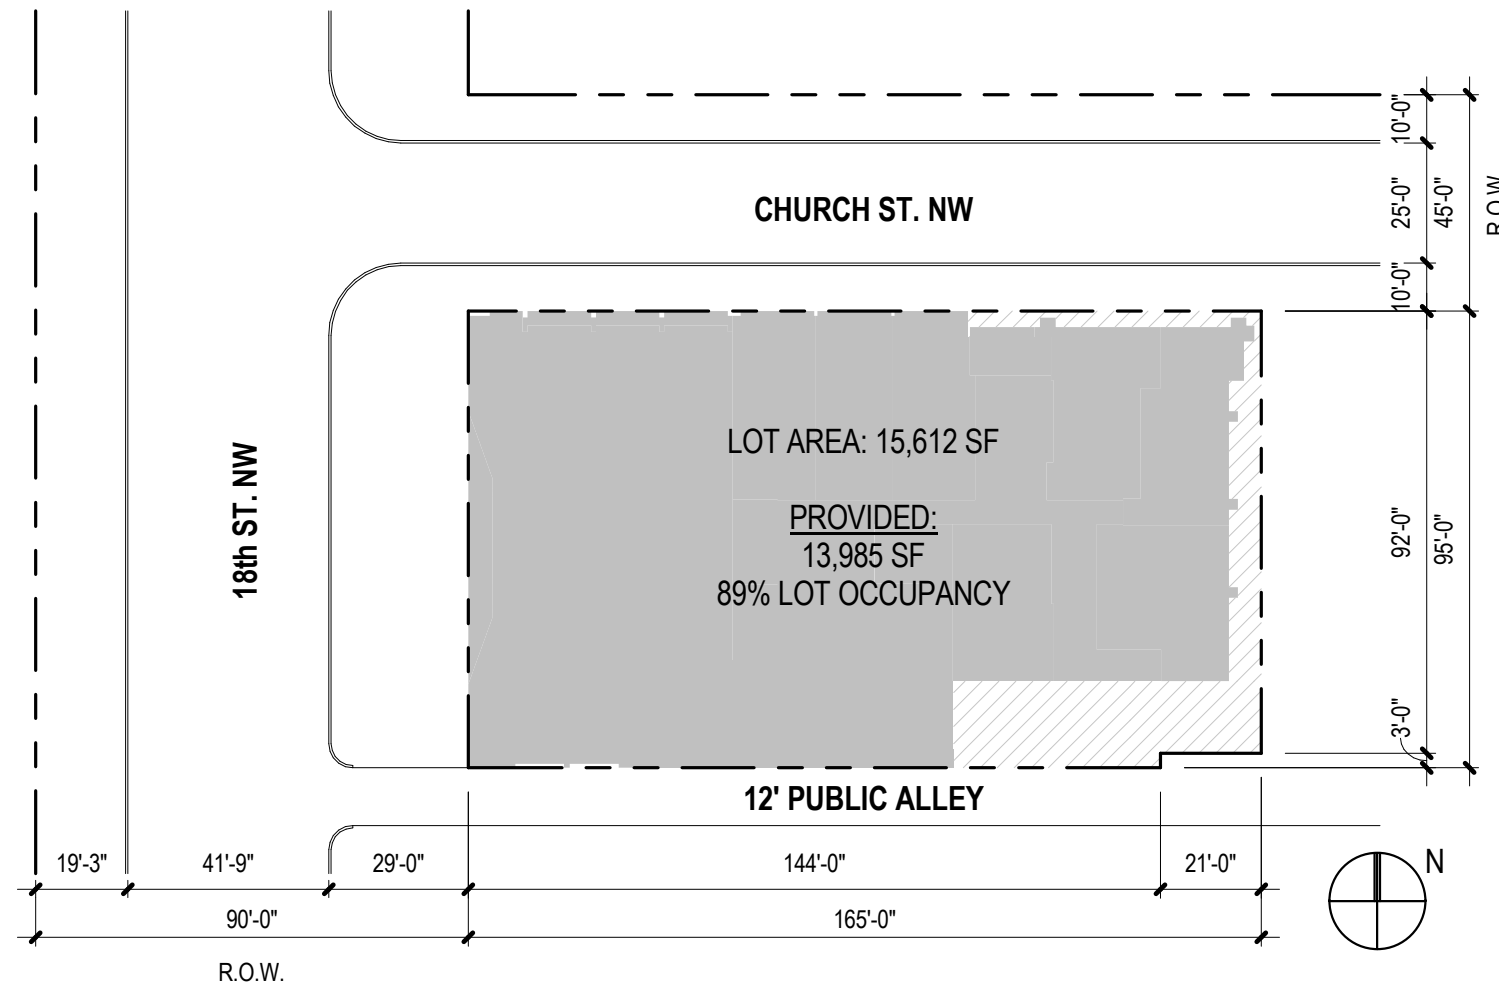 10'-0"
CHURCH ST. NW
25'-0"
45'-0"
R.O.W.
10'-0"
LOT AREA: 15,612 SF
18th ST. NW
PROVIDED:
13,985 SF
89% LOT OCCUPANCY
92'-0"
95'-0"
3'-0"
12' PUBLIC ALLEY
19'-3"
41'-9"
29'-0"
144'-0"
21'-0"
N
90'-0"
165'-0"
R.O.W.